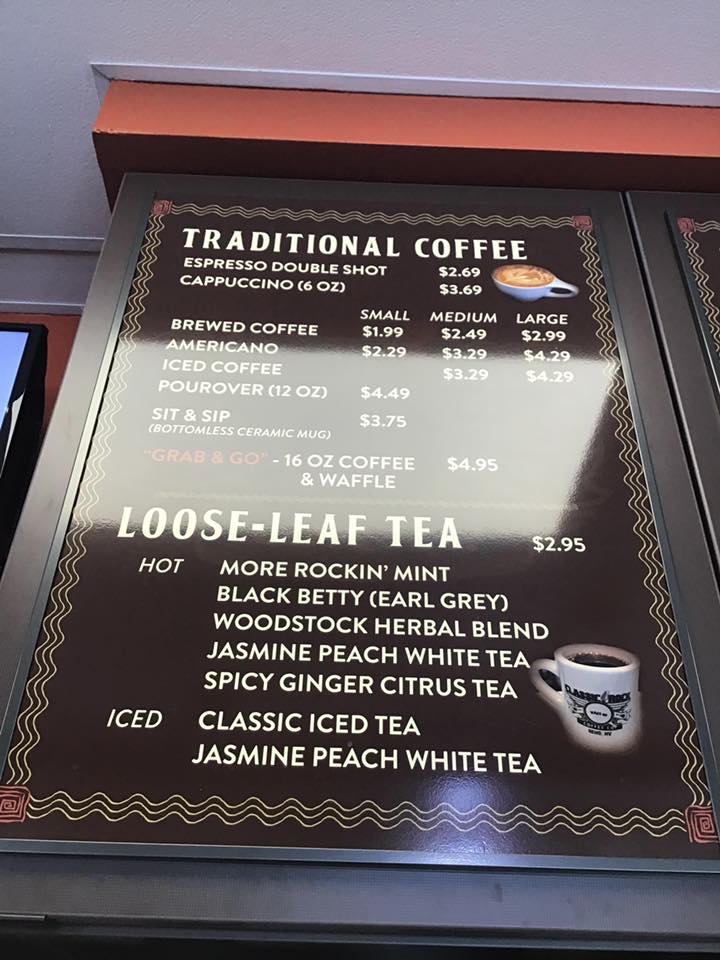 TRADITIONAL COFFEE
ESPRESSO DOUBLE SHOT $2.69
CAPPUCCINO (6 OZ) $3.69
SMALL MEDIUM LARGE
BREWED COFFEE $1.99 $2.49 $2.99
AMERICANO $2.29 $3.29 $4.29
ICED COFFEE $3.29 $4.29
POUROVER (12 OZ) $4.49
SIT & SIP $3.75
(BOTTOMLESS CERAMIC MUG)
"GRAB & GO" - 16 OZ COFFEE $4.95
& WAFFLE
LOOSE-LEAF TEA $2.95
HOT MORE ROCKIN' MINT
BLACK BETTY (EARL GREY)
WOODSTOCK HERBAL BLEND
JASMINE PEACH WHITE TEA
SPICY GINGER CITRUS TEA
CLASSIC ROCK
RENO, NV
ICED CLASSIC ICED TEA
JASMINE PEACH WHITE TEA